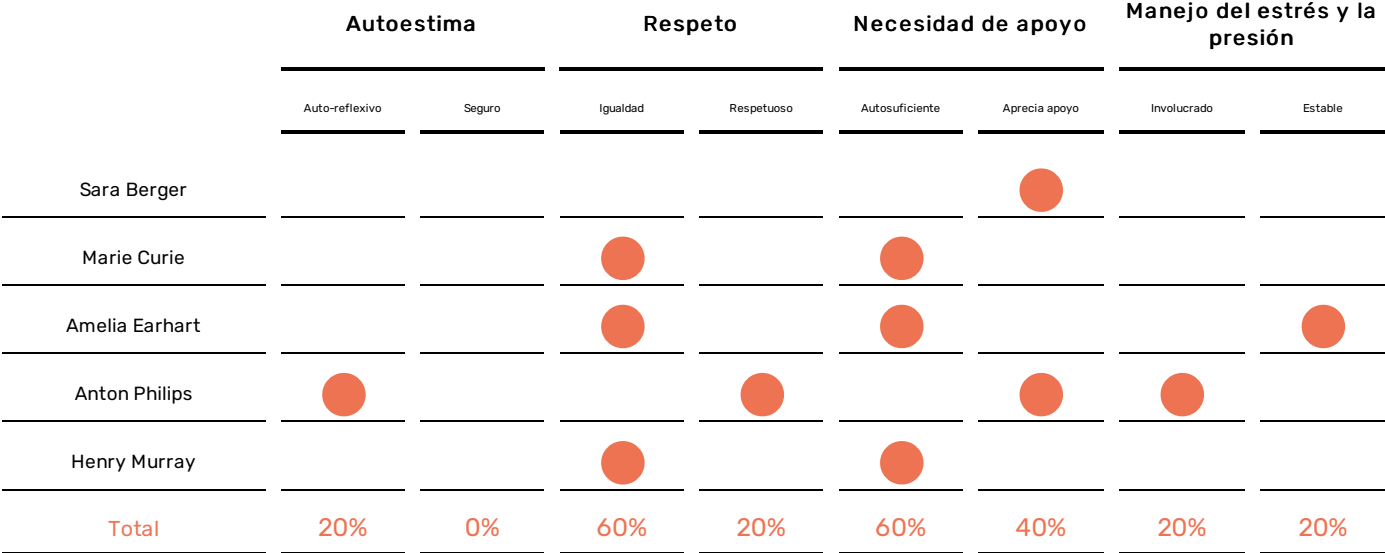 Autoestima
Respeto
Necesidad de apoyo
Manejo del estrés y la
presión
Auto-reflexivo
Seguro
Igualdad
Respetuoso
Autosuficiente
Aprecia apoyo
Involucrado
Estable
Sara Berger
Marie Curie
Amelia Earhart
Anton Philips
Henry Murray
Total 20% 0% 60% 20% 60% 40% 20% 20%